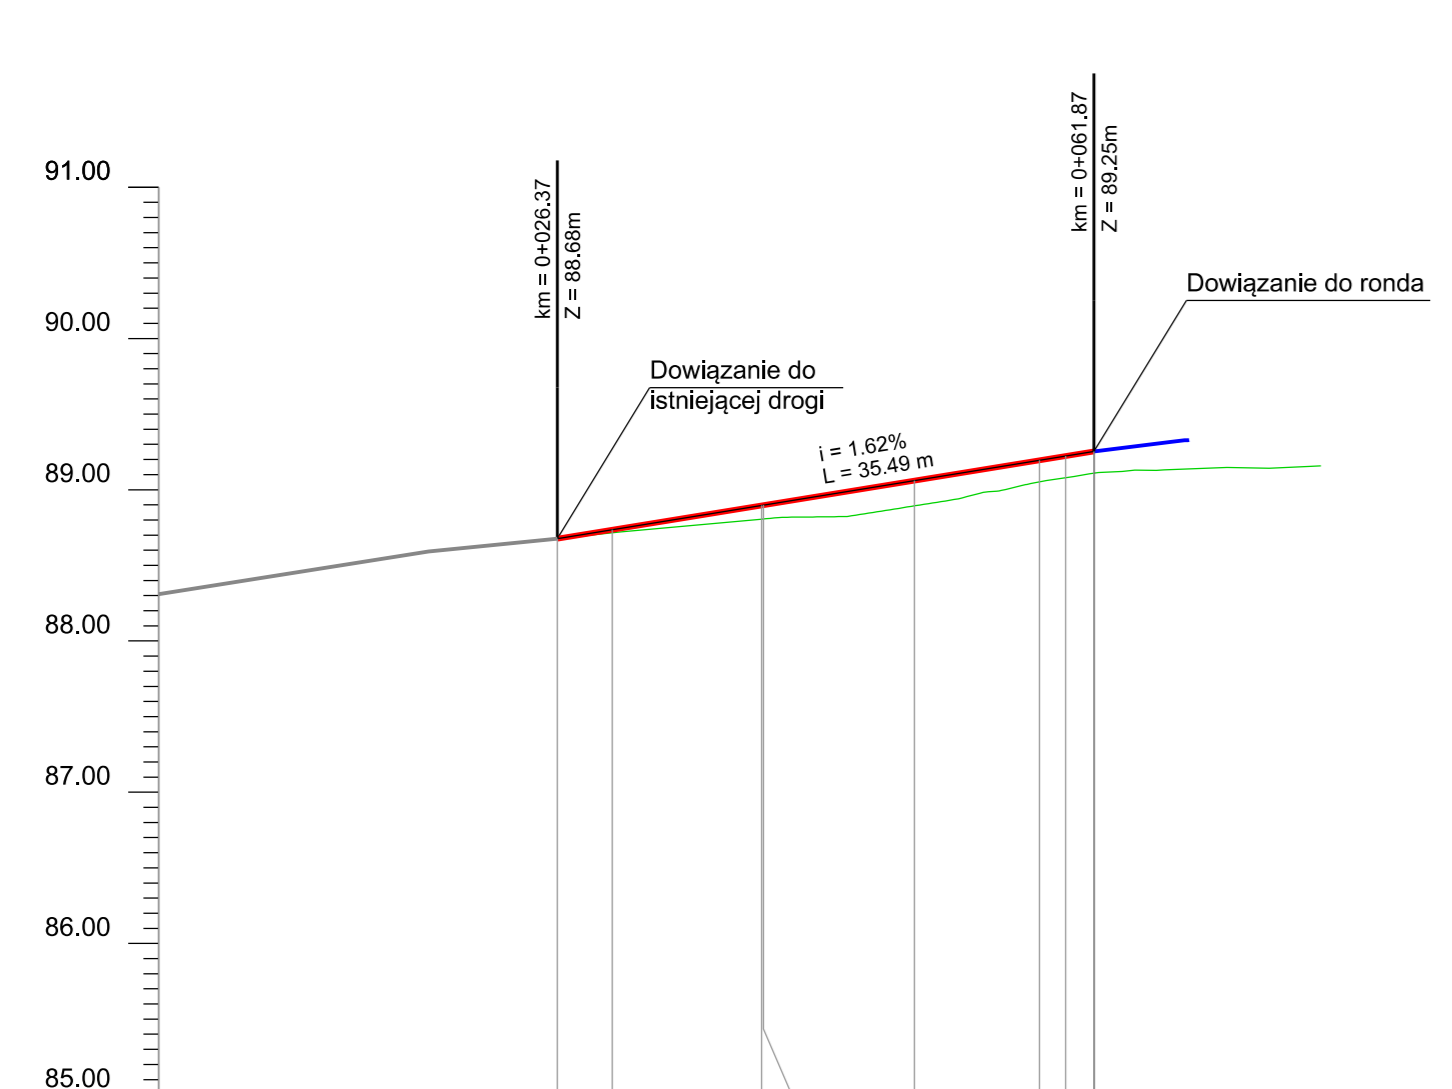 km = 0+061.87
Z = 89.25m
91.00
km = 0+026.37
Z = 88.68m
Dowiązanie do ronda
90.00
Dowiązanie do
istniejącej drogi
i = 1.62%
L = 35.49 m
89.00
88.00
87.00
86.00
85.00